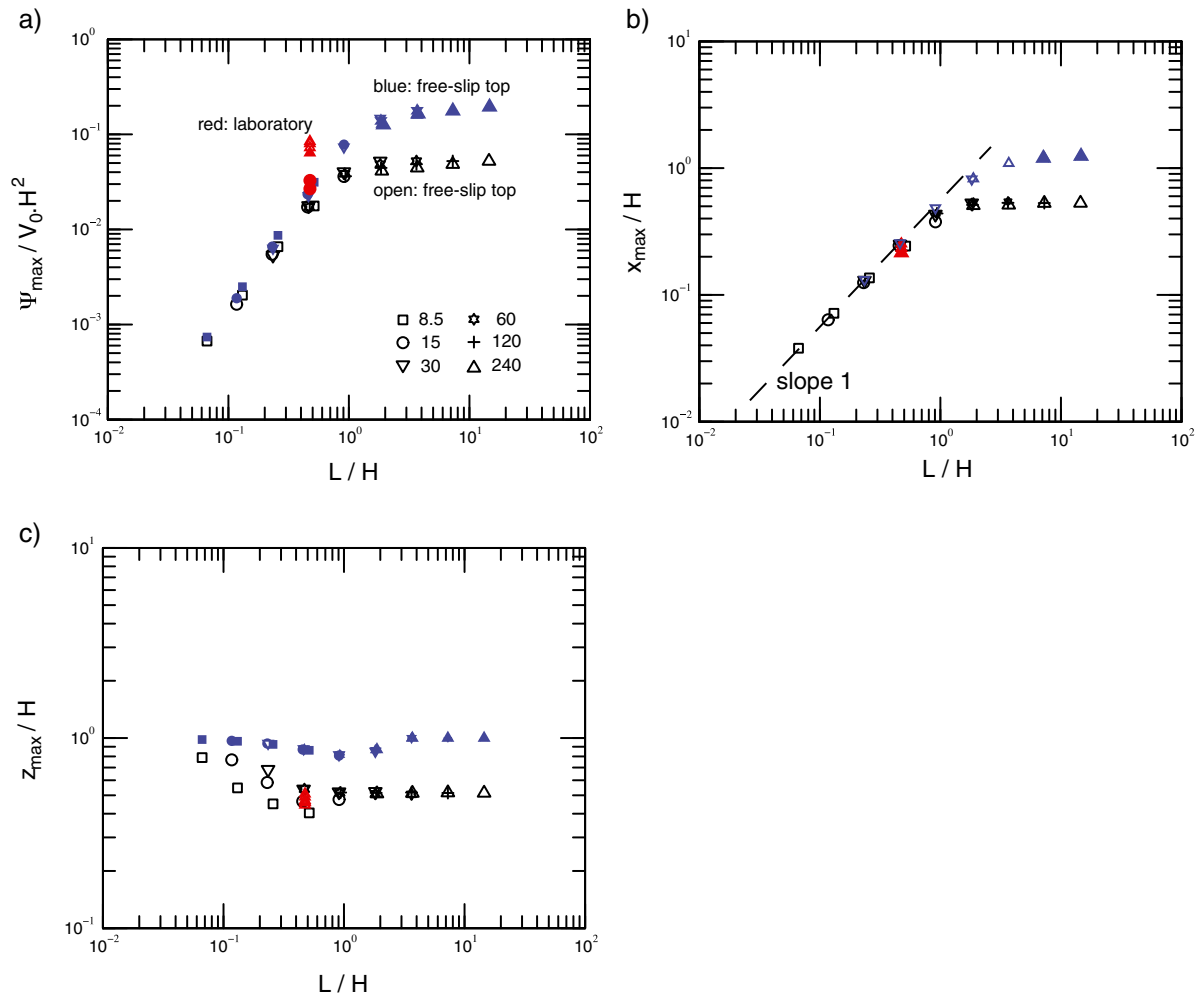 a)
10⁰
10⁻¹
10⁻²
10⁻³
10⁻⁴
Ψmax / V₀.H²
blue: free-slip top
red: laboratory
open: free-slip top
8.5 60
15 120
30 240
10⁻² 10⁻¹ 10⁰ 10¹ 10²
L / H
b)
10¹
10⁰
10⁻¹
10⁻²
xmax / H
slope 1
10⁻² 10⁻¹ 10⁰ 10¹ 10²
L / H
c)
10¹
10⁰
10⁻¹
zmax / H
10⁻² 10⁻¹ 10⁰ 10¹ 10²
L / H